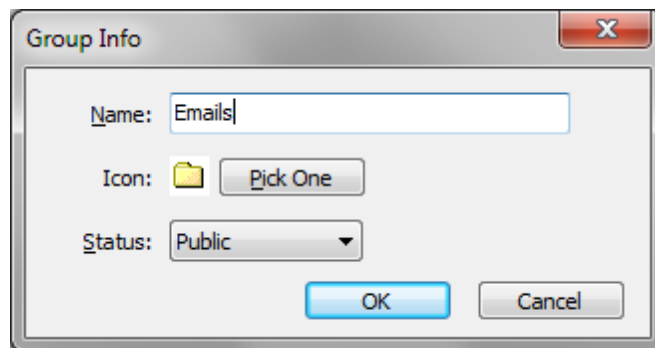 Group Info
Name: Emails
Icon: Pick One
Status: Public
OK Cancel